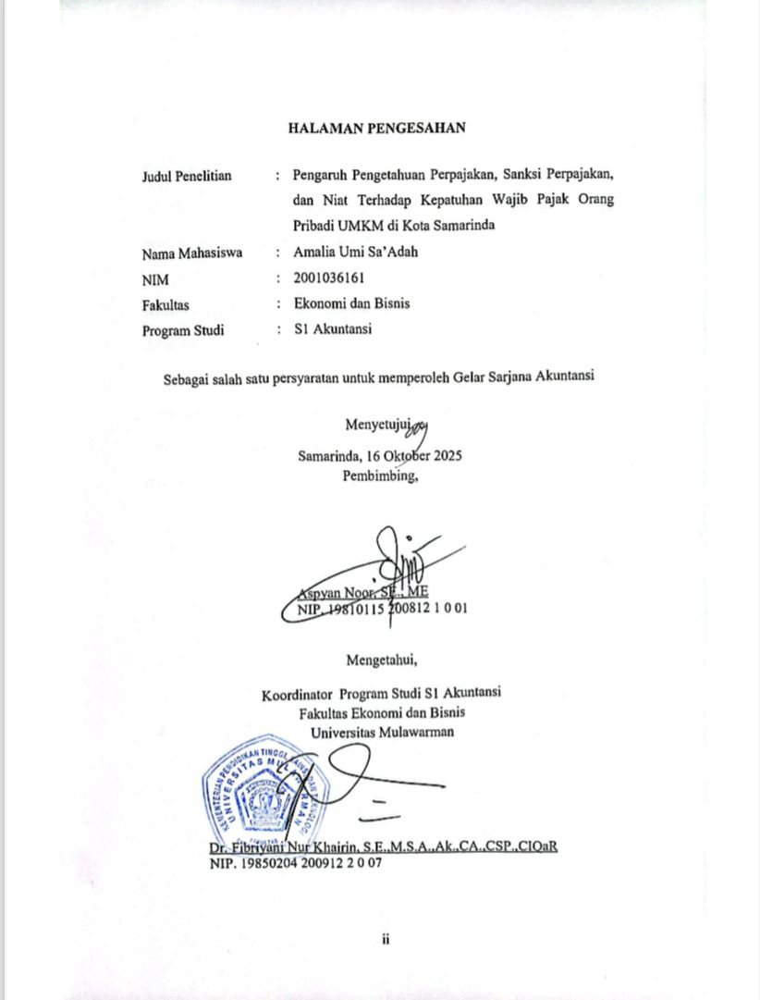 HALAMAN PENGESAHAN
Judul Penelitian : Pengaruh Pengetahuan Perpajakan, Sanksi Perpajakan,
dan Niat Terhadap Kepatuhan Wajib Pajak Orang
Pribadi UMKM di Kota Samarinda
Nama Mahasiswa : Amalia Umi Sa’Adah
NIM : 2001036161
Fakultas : Ekonomi dan Bisnis
Program Studi : S1 Akuntansi
Sebagai salah satu persyaratan untuk memperoleh Gelar Sarjana Akuntansi
Menyetujui,
Samarinda, 16 Oktober 2025
Pembimbing,
Aspyan Noor, SE., ME
NIP. 19810115 200812 1 0 01
Mengetahui,
Koordinator Program Studi S1 Akuntansi
Fakultas Ekonomi dan Bisnis
Universitas Mulawarman
KEMENTERIAN PENDIDIKAN TINGGI, SAINS DAN TEKNOLOGI
UNIVERSITAS MULAWARMAN
Dr. Fibriyani Nur Khairin, S.E.,M.S.A.,Ak.,CA.,CSP.,CIQaR
NIP. 19850204 200912 2 0 07
ii